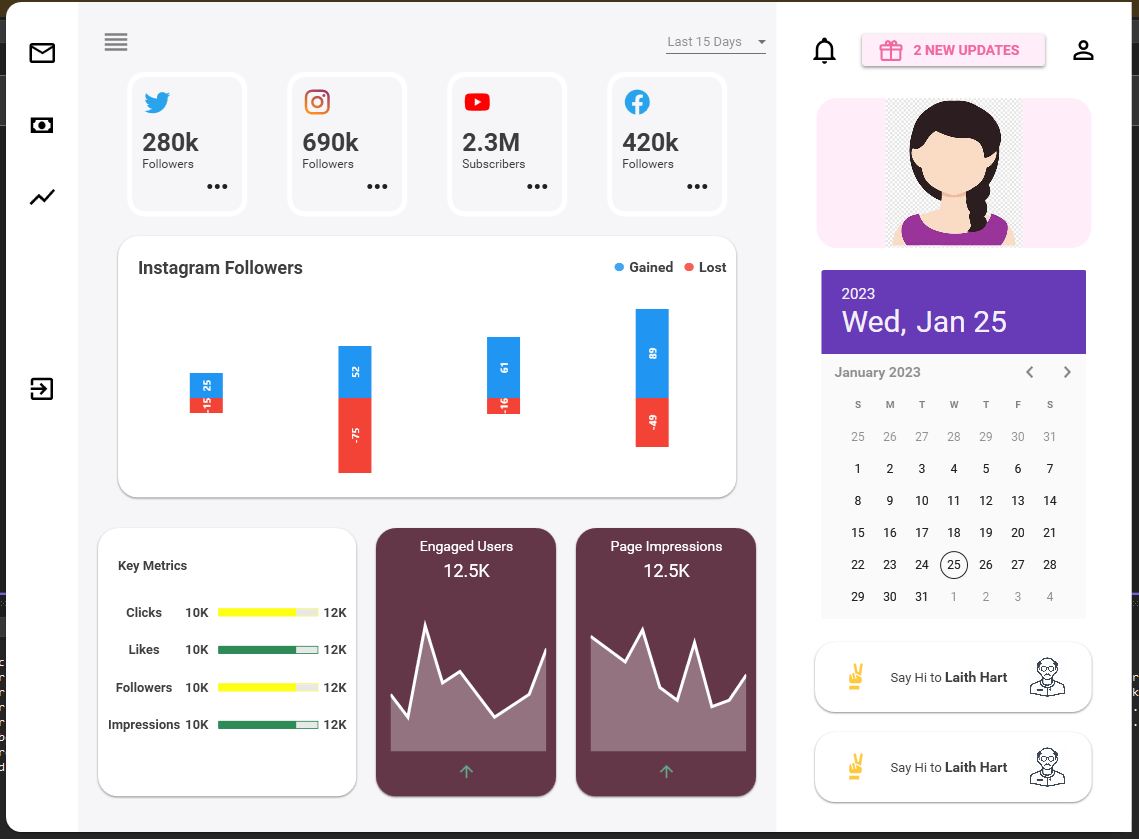 Last 15 Days
2 NEW UPDATES
280k
Followers
690k
Followers
2.3M
Subscribers
420k
Followers
Instagram Followers
Gained
Lost
25
-15
52
-75
61
-16
89
-49
Key Metrics
Clicks 10K 12K
Likes 10K 12K
Followers 10K 12K
Impressions 10K 12K
Engaged Users
12.5K
Page Impressions
12.5K
2023
Wed, Jan 25
January 2023
S M T W T F S
25 26 27 28 29 30 31
1 2 3 4 5 6 7
8 9 10 11 12 13 14
15 16 17 18 19 20 21
22 23 24 25 26 27 28
29 30 31 1 2 3 4
Say Hi to Laith Hart
Say Hi to Laith Hart